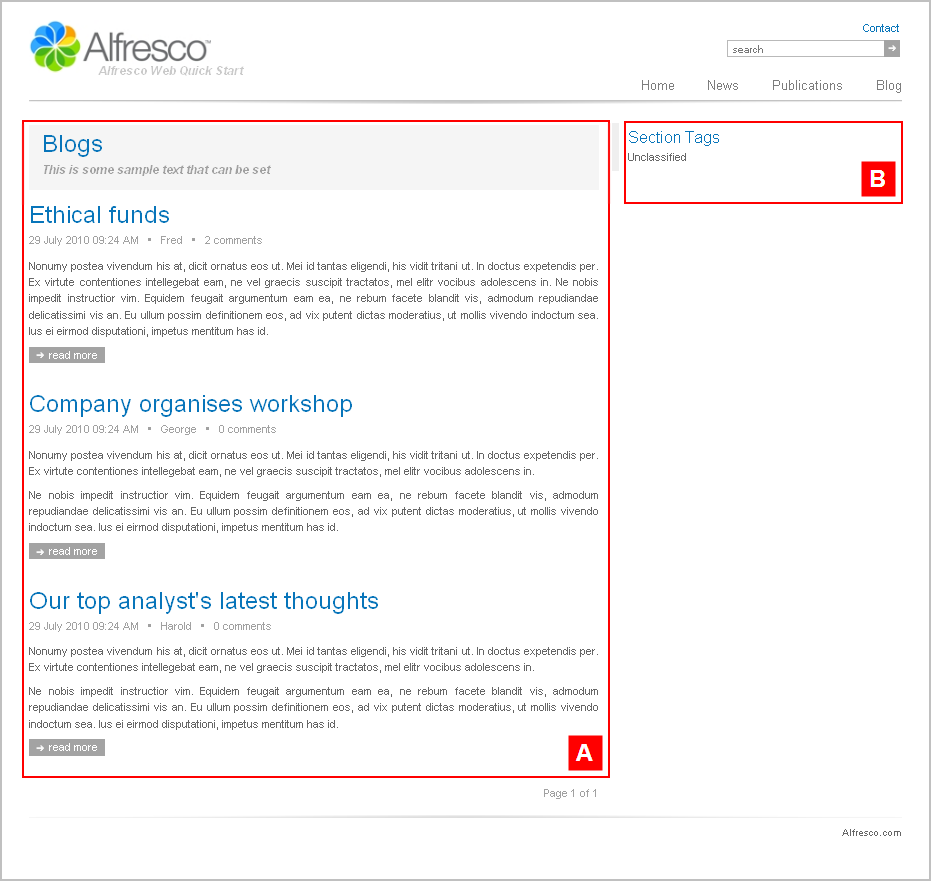 Alfresco™
Alfresco Web Quick Start
Contact
search
Home News Publications Blog
Blogs
This is some sample text that can be set
Ethical funds
29 July 2010 09:24 AM • Fred • 2 comments
Nonumy postea vivendum his at, dicit ornatus eos ut. Mei id tantas eligendi, his vidit tritani ut. In doctus expetendis per.
Ex virtute contentiones intellegebat eam, ne vel graecis suscipit tractatos, mel elitr vocibus adolescens in. Ne nobis
impedit instructior vim. Equidem feugait argumentum eam ea, ne rebum facete blandit vis, admodum repudiandae
delicatissimi vis an. Eu ullum possim definitionem eos, ad vix putent dictas moderatius, ut mollis vivendo indoctum sea.
Ius ei eirmod disputationi, impetus mentitum has id.
➔ read more
Company organises workshop
29 July 2010 09:24 AM • George • 0 comments
Nonumy postea vivendum his at, dicit ornatus eos ut. Mei id tantas eligendi, his vidit tritani ut. In doctus expetendis per.
Ex virtute contentiones intellegebat eam, ne vel graecis suscipit tractatos, mel elitr vocibus adolescens in.
Ne nobis impedit instructior vim. Equidem feugait argumentum eam ea, ne rebum facete blandit vis, admodum
repudiandae delicatissimi vis an. Eu ullum possim definitionem eos, ad vix putent dictas moderatius, ut mollis vivendo
indoctum sea. Ius ei eirmod disputationi, impetus mentitum has id.
➔ read more
Our top analyst's latest thoughts
29 July 2010 09:24 AM • Harold • 0 comments
Nonumy postea vivendum his at, dicit ornatus eos ut. Mei id tantas eligendi, his vidit tritani ut. In doctus expetendis per.
Ex virtute contentiones intellegebat eam, ne vel graecis suscipit tractatos, mel elitr vocibus adolescens in.
Ne nobis impedit instructior vim. Equidem feugait argumentum eam ea, ne rebum facete blandit vis, admodum
repudiandae delicatissimi vis an. Eu ullum possim definitionem eos, ad vix putent dictas moderatius, ut mollis vivendo
indoctum sea. Ius ei eirmod disputationi, impetus mentitum has id.
➔ read more
A
Page 1 of 1
Section Tags
Unclassified
B
Alfresco.com